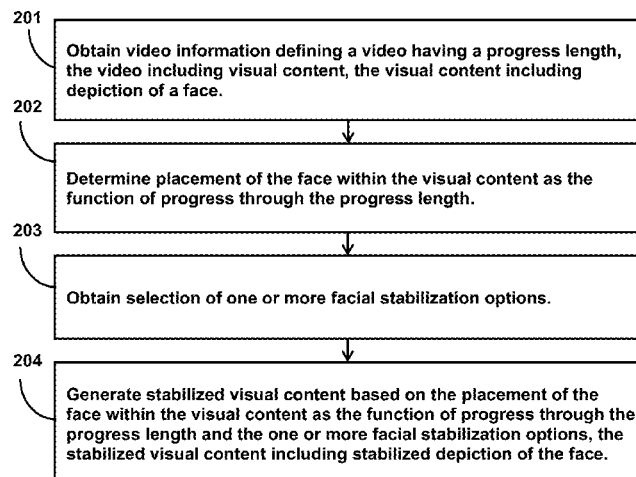 201
Obtain video information defining a video having a progress length,
the video including visual content, the visual content including
depiction of a face.
202
Determine placement of the face within the visual content as the
function of progress through the progress length.
203
Obtain selection of one or more facial stabilization options.
204
Generate stabilized visual content based on the placement of the
face within the visual content as the function of progress through the
progress length and the one or more facial stabilization options, the
stabilized visual content including stabilized depiction of the face.